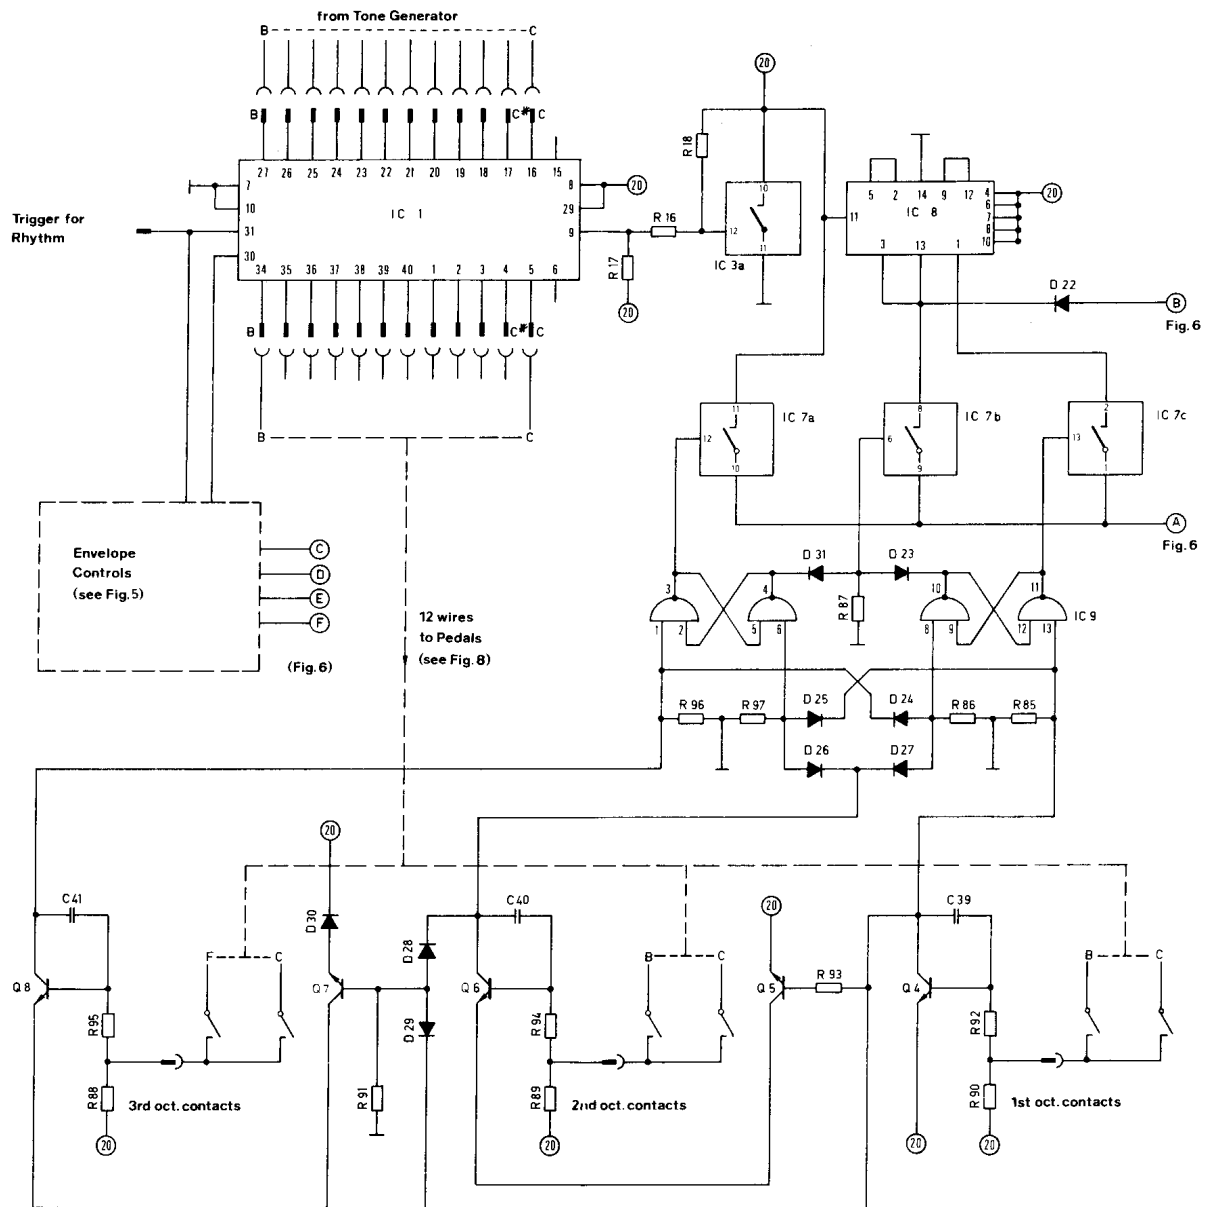 from Tone Generator
B C
B C# C
27 26 25 24 23 22 21 20 19 18 17 16 15
7 8
10 IC 1 29
31 9
30
34 35 36 37 38 39 40 1 2 3 4 5 6
B C# C
B C
Trigger for
Rhythm
R 16
R 17
20
20
20
R 18
10
12
11
IC 3a
5 2 14 9 12 4
IC 8 6
11 7
8
3 13 1 10
20
D 22
B
Fig. 6
11
12
10
IC 7a
8
6
9
IC 7b
2
13
1
IC 7c
A
Fig. 6
Envelope
Controls
(see Fig.5)
C
D
E
F
(Fig. 6)
12 wires
to Pedals
(see Fig. 8)
D 31 D 23
R 87
3 4 10 11
1 2 5 6 8 9 12 13
IC 9
D 25 D 24
R 96 R 97 R 86 R 85
D 26 D 27
20
C 41
D 30
D 28
D 29
C 40
20
C 39
F C
B C
B C
Q 8
Q 7
Q 6
Q 5
R 93
Q 4
R 95
R 88
R 91
R 94
R 89
R 92
R 90
3rd oct. contacts
2nd oct. contacts
1st oct. contacts
20
20
20
20